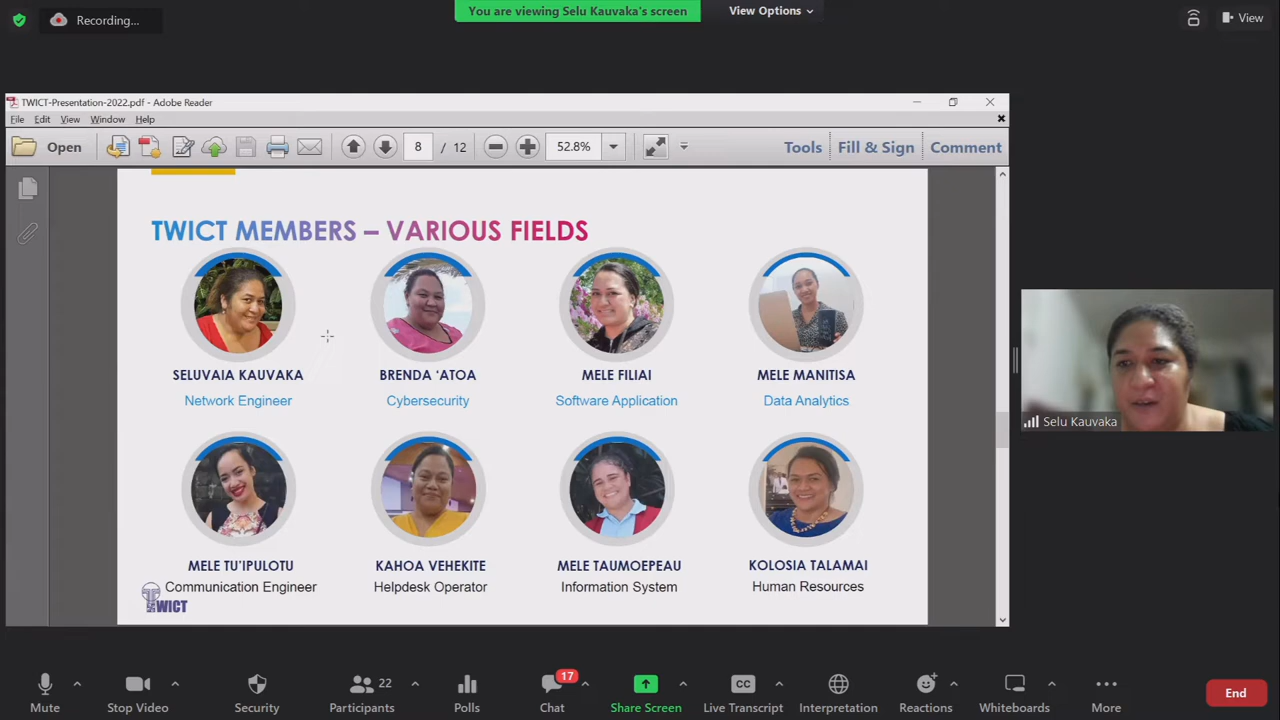 Recording...
You are viewing Selu Kauvaka's screen
View Options
View
TWICT-Presentation-2022.pdf - Adobe Reader
File Edit View Window Help
Open
8 / 12
52.8%
Tools Fill & Sign Comment
TWICT MEMBERS – VARIOUS FIELDS
SELUVAIA KAUVAKA BRENDA ‘ATOA MELE FILIAI MELE MANITISA
Network Engineer Cybersecurity Software Application Data Analytics
Selu Kauvaka
MELE TU’IPULOTU KAHOA VEHEKITE MELE TAUMOEPEAU KOLOSIA TALAMAI
Communication Engineer Helpdesk Operator Information System Human Resources
TWICT
22
17
Mute Stop Video Security Participants Polls Chat Share Screen Live Transcript Interpretation Reactions Whiteboards More
End